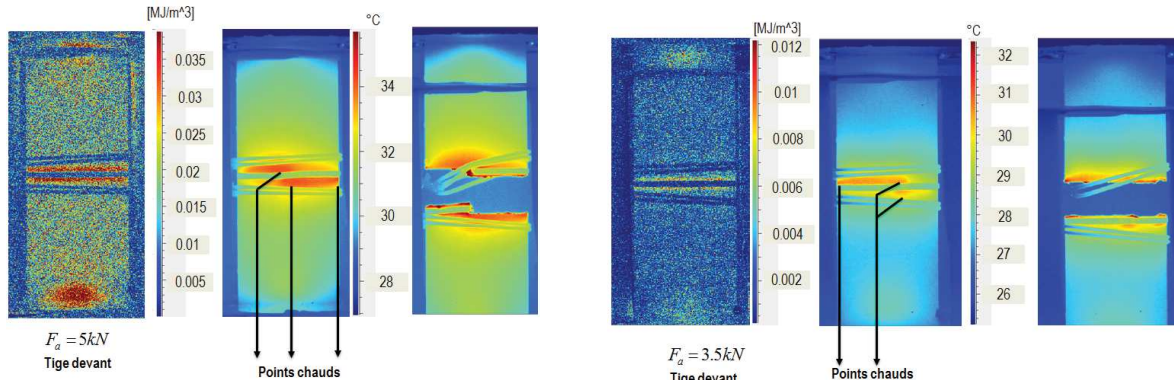 [MJ/m^3]
°C
0.035
0.03
0.025
0.02
0.015
0.01
0.005
34
32
30
28
F_a = 5kN
Tige devant
Points chauds
[MJ/m^3]
°C
0.012
0.01
0.008
0.006
0.004
0.002
32
31
30
29
28
27
26
F_a = 3.5kN
Tige devant
Points chauds